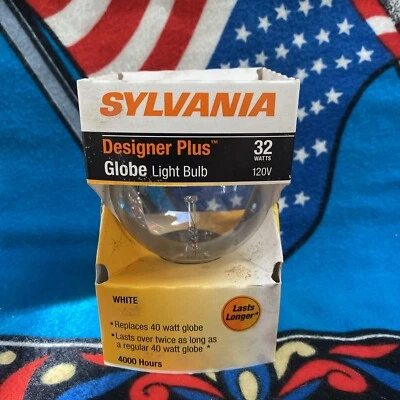 SYLVANIA
Designer Plus™ 32
WATTS
Globe Light Bulb 120V
WHITE
Lasts
Longer*
•Replaces 40 watt globe
•Lasts over twice as long as
a regular 40 watt globe *
4000 Hours